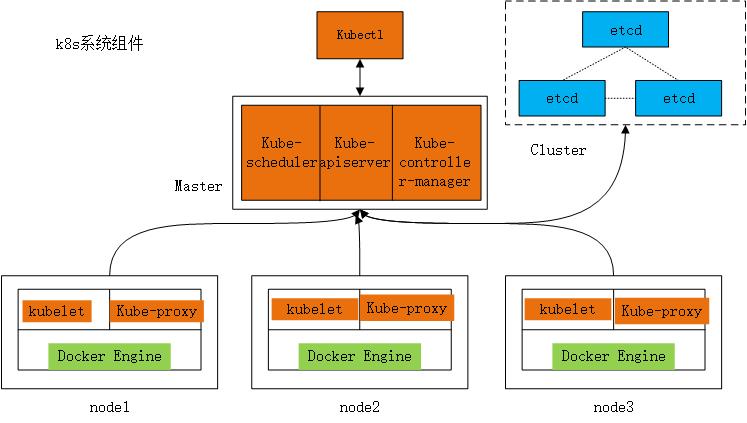 k8s系统组件
Kubectl
etcd
etcd
etcd
Cluster
Kube-
scheduler
Kube-
apiserver
Kube-
controlle
r-manager
Master
kubelet
Kube-proxy
Docker Engine
node1
kubelet
Kube-proxy
Docker Engine
node2
kubelet
Kube-proxy
Docker Engine
node3